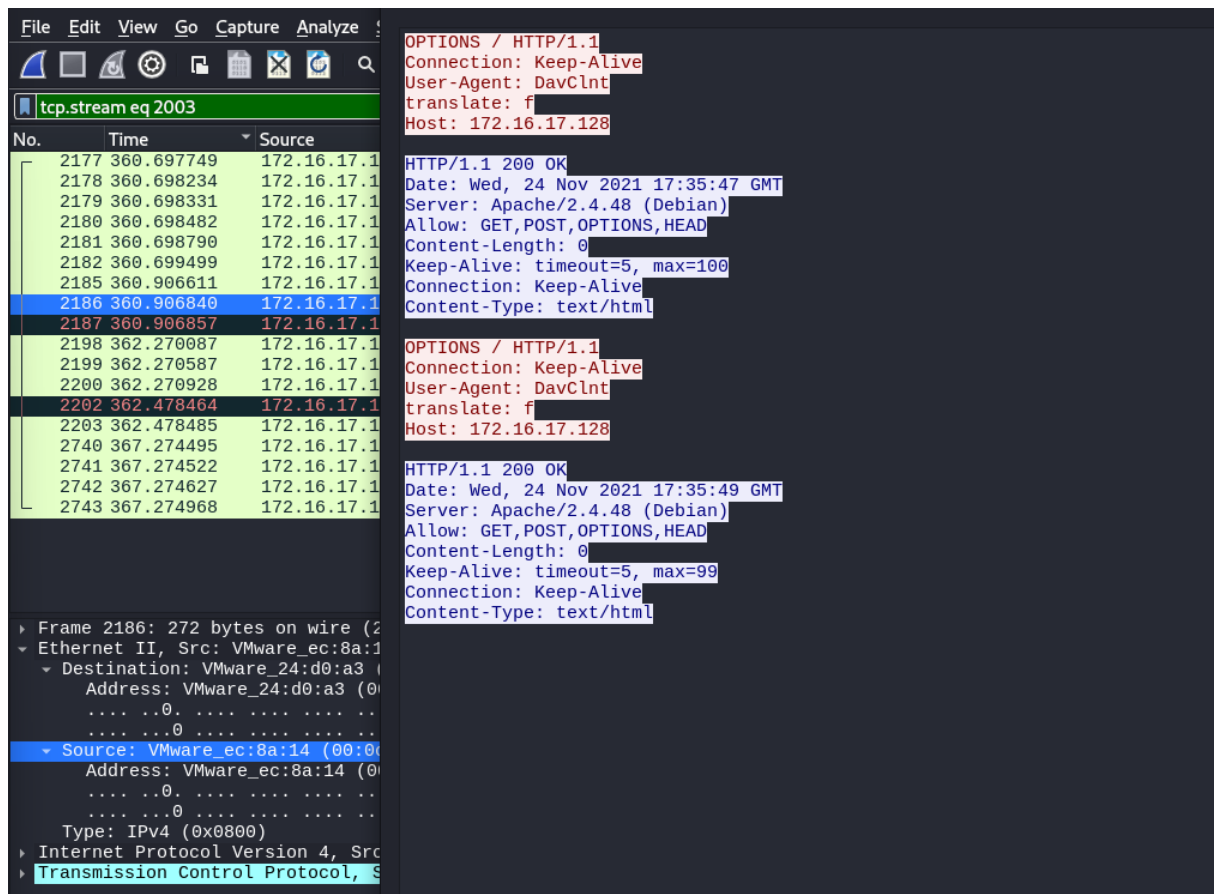 File Edit View Go Capture Analyze
tcp.stream eq 2003
No. Time Source
2177 360.697749 172.16.17.1
2178 360.698234 172.16.17.1
2179 360.698331 172.16.17.1
2180 360.698482 172.16.17.1
2181 360.698790 172.16.17.1
2182 360.699499 172.16.17.1
2185 360.906611 172.16.17.1
2186 360.906840 172.16.17.1
2187 360.906857 172.16.17.1
2198 362.270087 172.16.17.1
2199 362.270587 172.16.17.1
2200 362.270928 172.16.17.1
2202 362.478464 172.16.17.1
2203 362.478485 172.16.17.1
2740 367.274495 172.16.17.1
2741 367.274522 172.16.17.1
2742 367.274627 172.16.17.1
2743 367.274968 172.16.17.1
Frame 2186: 272 bytes on wire (2
Ethernet II, Src: VMware_ec:8a:1
Destination: VMware_24:d0:a3 (
Address: VMware_24:d0:a3 (00
.... ..0. .... .... .... ..
.... ...0 .... .... .... ..
Source: VMware_ec:8a:14 (00:0c
Address: VMware_ec:8a:14 (00
.... ..0. .... .... .... ..
.... ...0 .... .... .... ..
Type: IPv4 (0x0800)
Internet Protocol Version 4, Src
Transmission Control Protocol, S
OPTIONS / HTTP/1.1
Connection: Keep-Alive
User-Agent: DavClnt
translate: f
Host: 172.16.17.128
HTTP/1.1 200 OK
Date: Wed, 24 Nov 2021 17:35:47 GMT
Server: Apache/2.4.48 (Debian)
Allow: GET,POST,OPTIONS,HEAD
Content-Length: 0
Keep-Alive: timeout=5, max=100
Connection: Keep-Alive
Content-Type: text/html
OPTIONS / HTTP/1.1
Connection: Keep-Alive
User-Agent: DavClnt
translate: f
Host: 172.16.17.128
HTTP/1.1 200 OK
Date: Wed, 24 Nov 2021 17:35:49 GMT
Server: Apache/2.4.48 (Debian)
Allow: GET,POST,OPTIONS,HEAD
Content-Length: 0
Keep-Alive: timeout=5, max=99
Connection: Keep-Alive
Content-Type: text/html